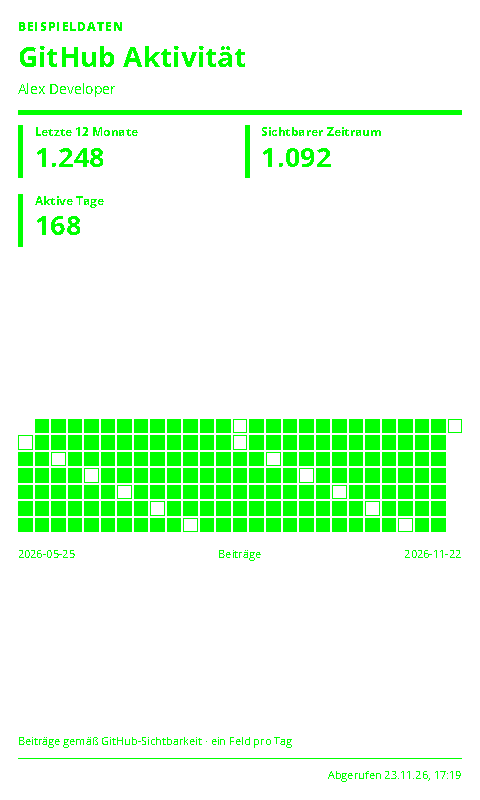 BEISPIELDATEN
GitHub Aktivität
Alex Developer
Letzte 12 Monate
1.248
Sichtbarer Zeitraum
1.092
Aktive Tage
168
2026-05-25 Beiträge 2026-11-22
Beiträge gemäß GitHub-Sichtbarkeit · ein Feld pro Tag
Abgerufen 23.11.26, 17:19